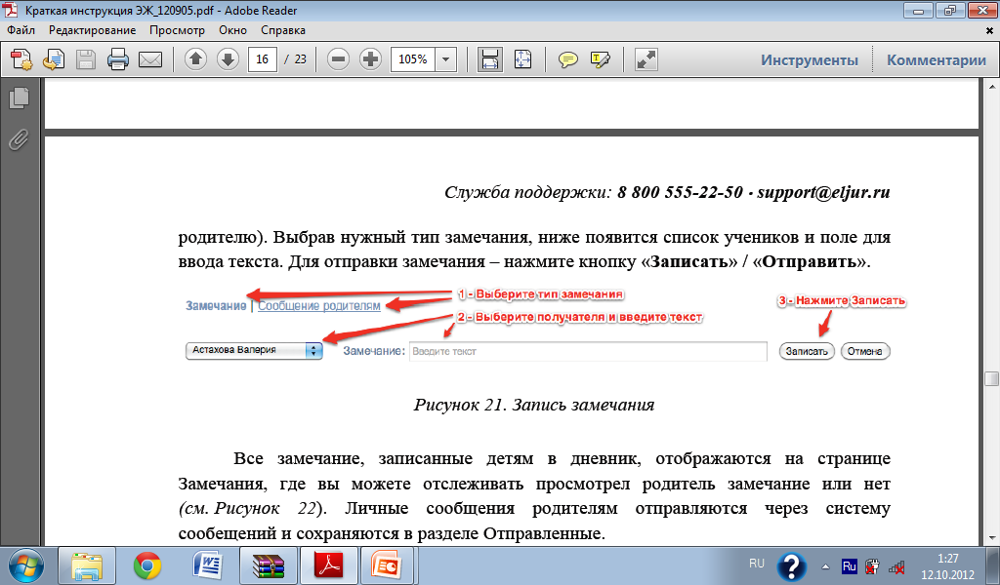 Краткая инструкция ЭЖ_120905.pdf - Adobe Reader
Файл Редактирование Просмотр Окно Справка
16 / 23 105% Инструменты Комментарии
Служба поддержки: 8 800 555-22-50 · support@eljur.ru
родителю). Выбрав нужный тип замечания, ниже появится список учеников и поле для
ввода текста. Для отправки замечания – нажмите кнопку «Записать» / «Отправить».
1 - Выберите тип замечания
Замечание | Сообщение родителям
3 - Нажмите Записать
2 - Выберите получателя и введите текст
Астахова Валерия Замечание: Введите текст Записать Отмена
Рисунок 21. Запись замечания
Все замечание, записанные детям в дневник, отображаются на странице
Замечания, где вы можете отслеживать просмотрел родитель замечание или нет
(см. Рисунок 22). Личные сообщения родителям отправляются через систему
сообещений и сохраняются в разделе Отправленные.
RU Ru 1:27
12.10.2012